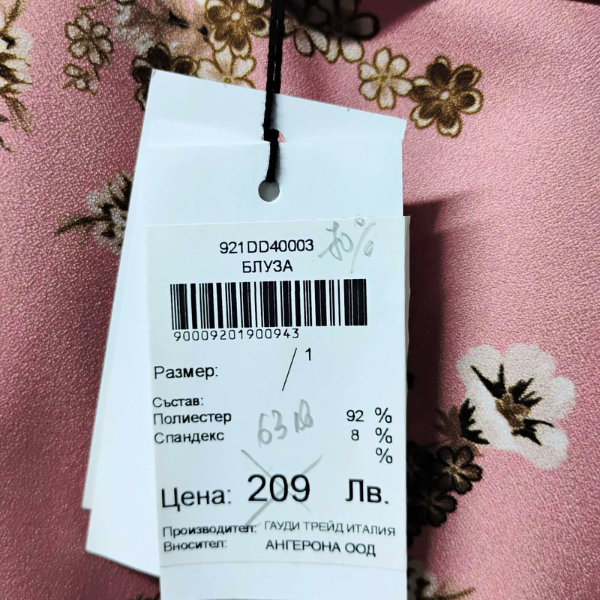 921DD40003 70%
БЛУЗА
90009201900943
Размер: / 1
Състав:
Полиестер 92 %
Спандекс 8 %
63 лв
%
Цена: 209 Лв.
Производител: ГАУДИ ТРЕЙД ИТАЛИЯ
Вносител: АНГЕРОНА ООД